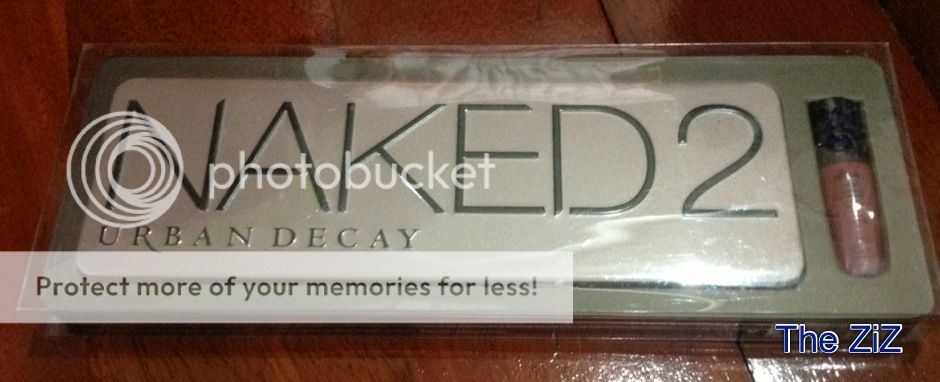 NAKED2
URBAN DECAY
photobucket
Protect more of your memories for less!
The ZiZ